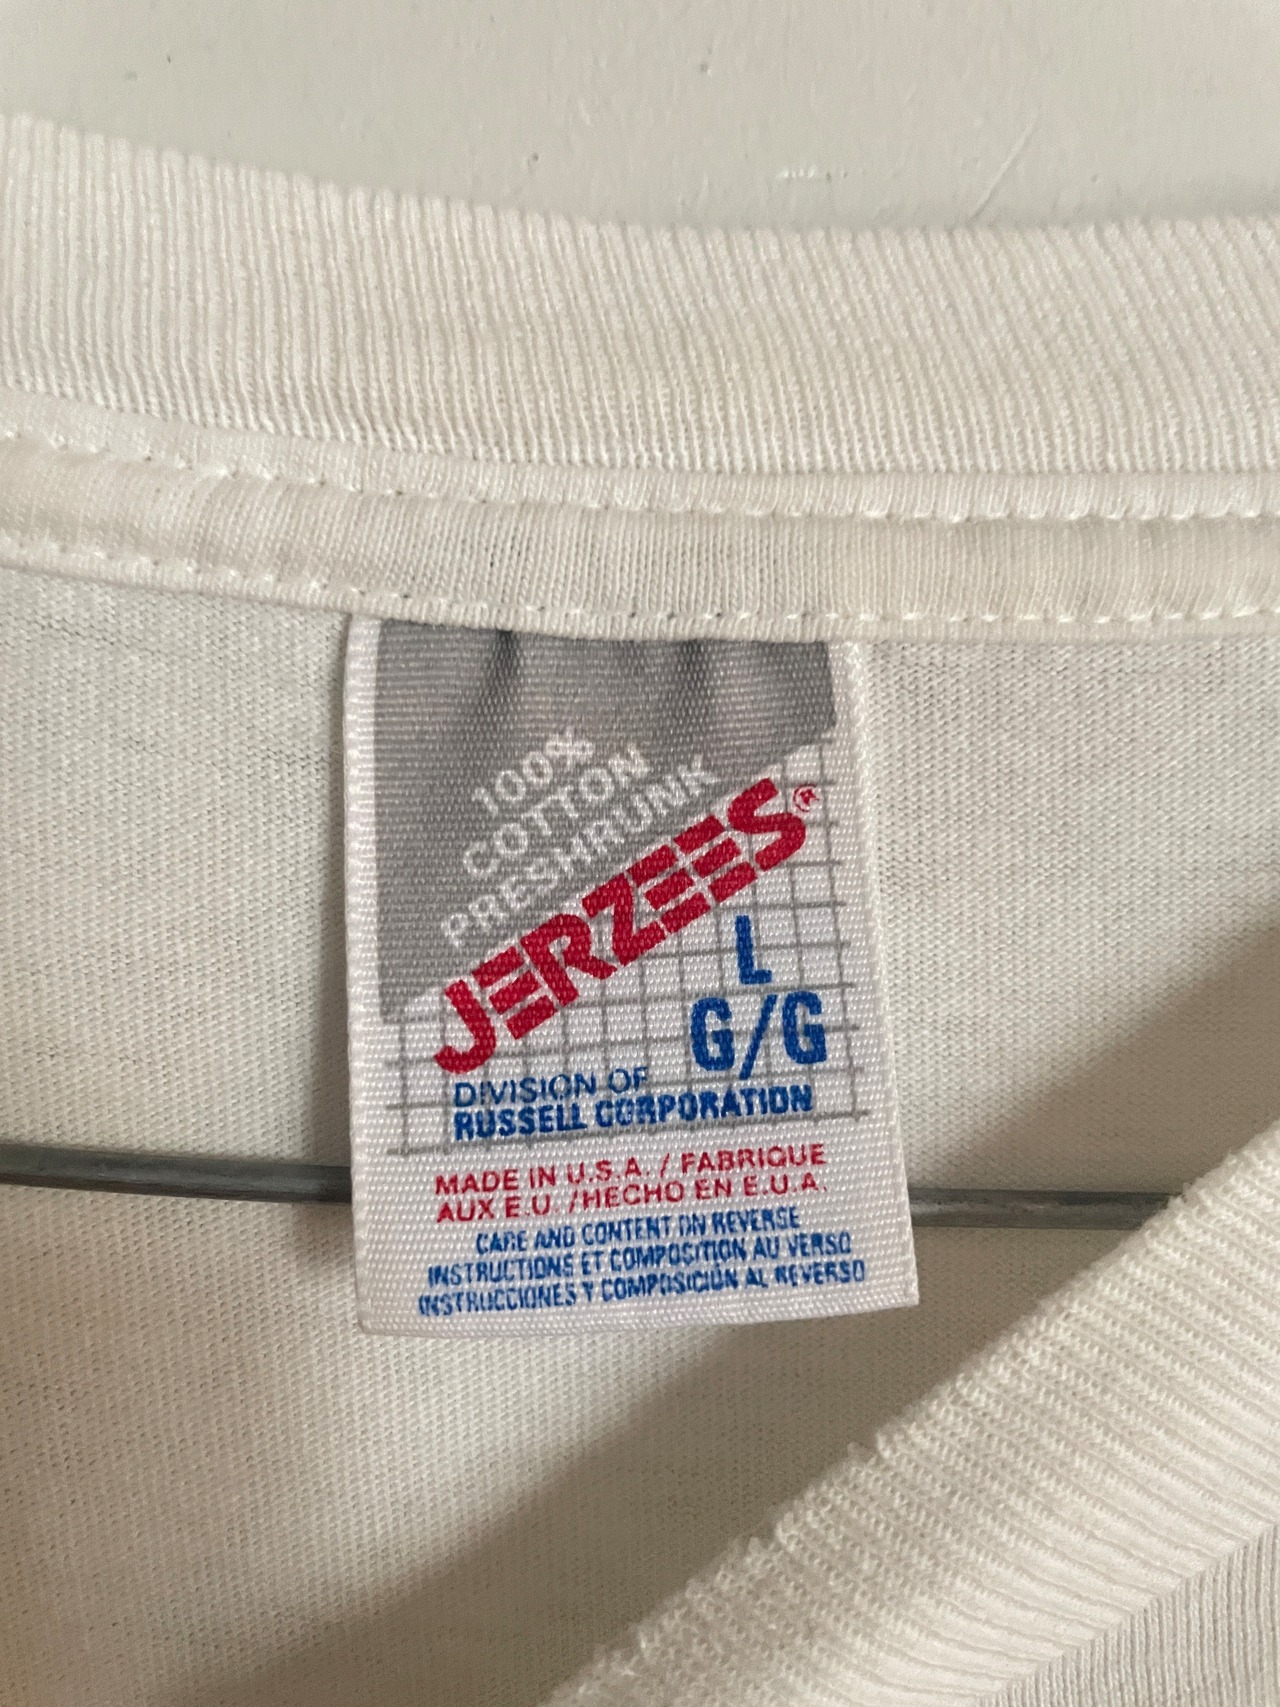 100%
COTTON
PRESHRUNK
JERZEES®
L
G/G
DIVISION OF
RUSSELL CORPORATION
MADE IN U.S.A. / FABRIQUE
AUX E.U. /HECHO EN E.U.A.
CARE AND CONTENT ON REVERSE
INSTRUCTIONS ET COMPOSITION AU VERSO
INSTRUCCIONES Y COMPOSICIÓN AL REVERSO